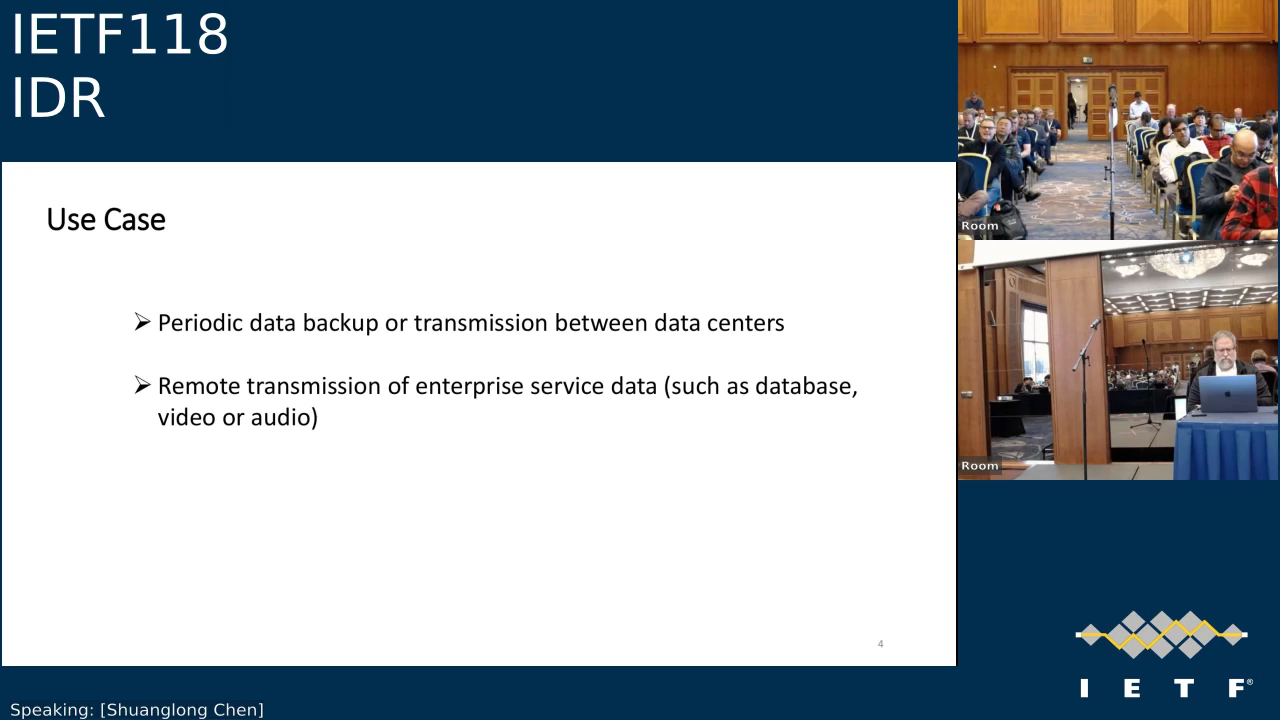 IETF118
IDR
Use Case
➢ Periodic data backup or transmission between data centers
➢ Remote transmission of enterprise service data (such as database,
video or audio)
4
Room
Room
I E T F®
Speaking: [Shuanglong Chen]